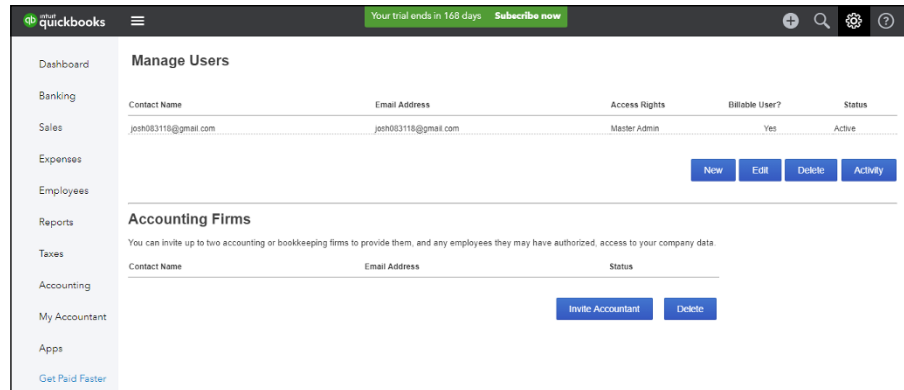 qb intuit quickbooks Your trial ends in 168 days Subscribe now
Dashboard
Banking
Sales
Expenses
Employees
Reports
Taxes
Accounting
My Accountant
Apps
Get Paid Faster
Manage Users
Contact Name Email Address Access Rights Billable User? Status
josh083118@gmail.com josh083118@gmail.com Master Admin Yes Active
New Edit Delete Activity
Accounting Firms
You can invite up to two accounting or bookkeeping firms to provide them, and any employees they may have authorized, access to your company data.
Contact Name Email Address Status
Invite Accountant Delete